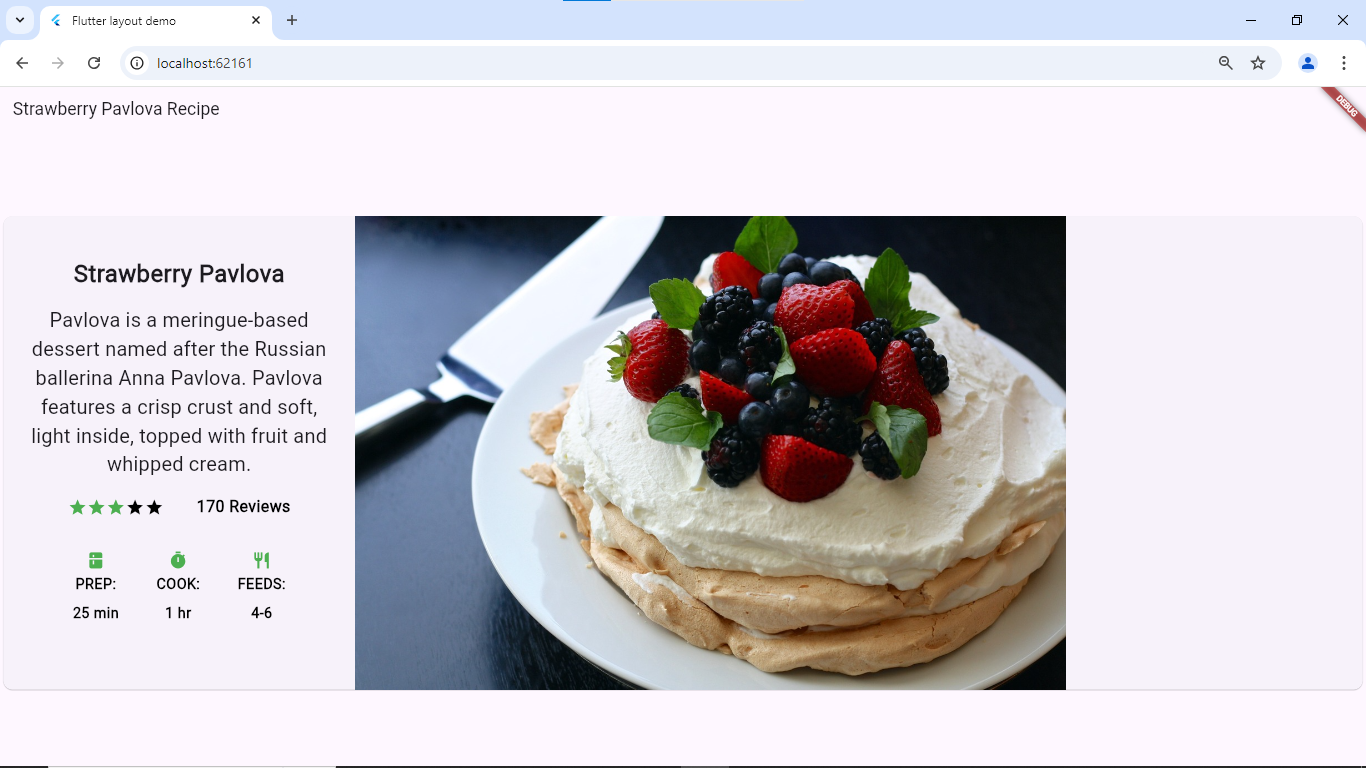 Flutter layout demo
localhost:62161
Strawberry Pavlova Recipe
DEBUG
Strawberry Pavlova
Pavlova is a meringue-based
dessert named after the Russian
ballerina Anna Pavlova. Pavlova
features a crisp crust and soft,
light inside, topped with fruit and
whipped cream.
170 Reviews
PREP: COOK: FEEDS:
25 min 1 hr 4-6